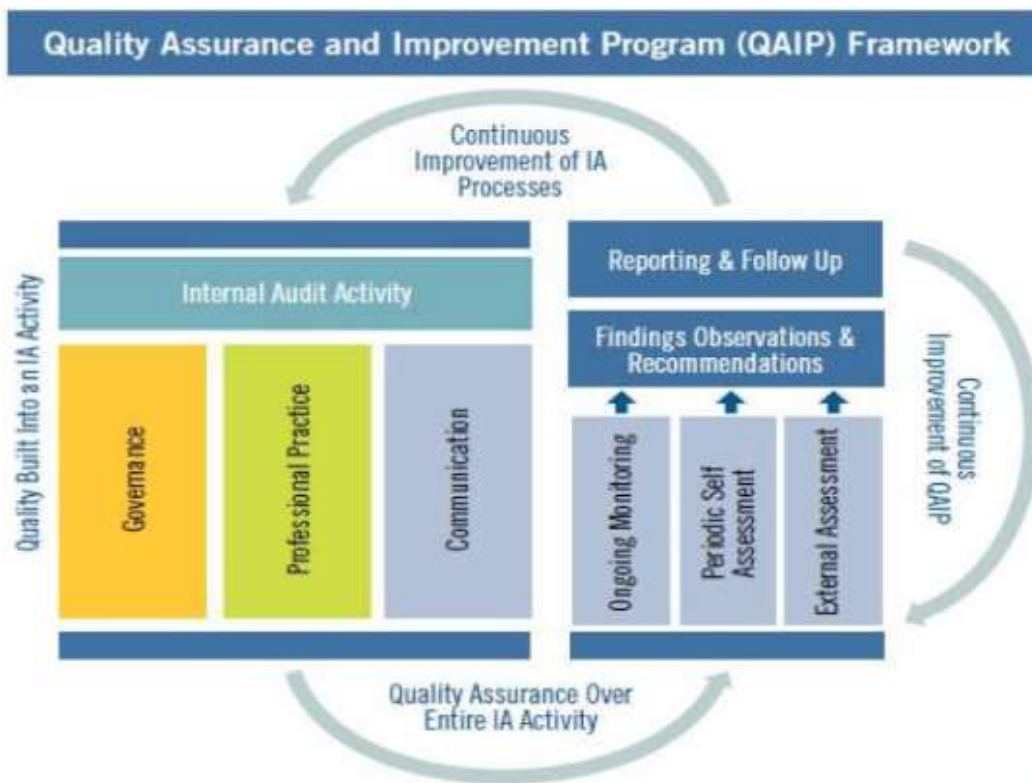 Quality Assurance and Improvement Program (QAIP) Framework
Continuous
Improvement of IA
Processes
Quality Built Into an IA Activity
Internal Audit Activity
Governance
Professional Practice
Communication
Reporting & Follow Up
Findings Observations &
Recommendations
Ongoing Monitoring
Periodic Self
Assessment
External Assessment
Continuous
Improvement of QAIP
Quality Assurance Over
Entire IA Activity